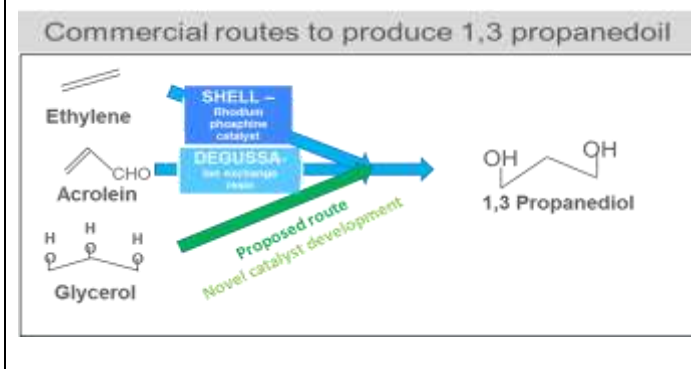 Commercial routes to produce 1,3 propanedoil
Ethylene
SHELL –
Rhodium
phosphine
catalyst
CHO
Acrolein
DEGUSSA-
Ion exchange
resin
OH
OH
1,3 Propanediol
H
H
H
O
O
O
Glycerol
Proposed route
Novel catalyst development